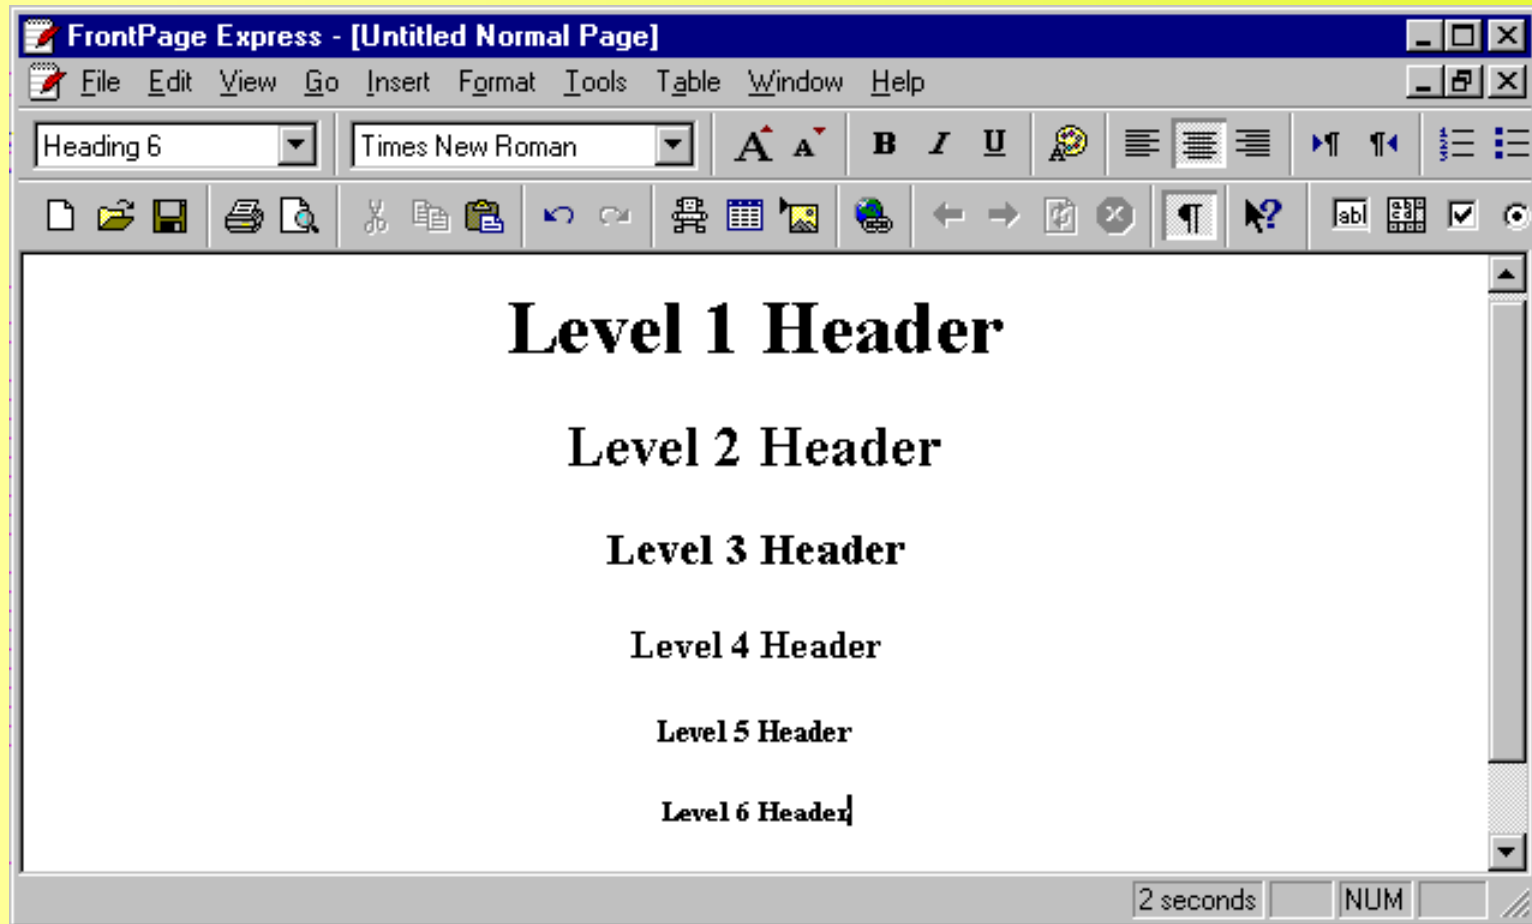 FrontPage Express - [Untitled Normal Page]
File Edit View Go Insert Format Tools Table Window Help
Heading 6 Times New Roman A A B I U
abl
Level 1 Header
Level 2 Header
Level 3 Header
Level 4 Header
Level 5 Header
Level 6 Header
2 seconds NUM